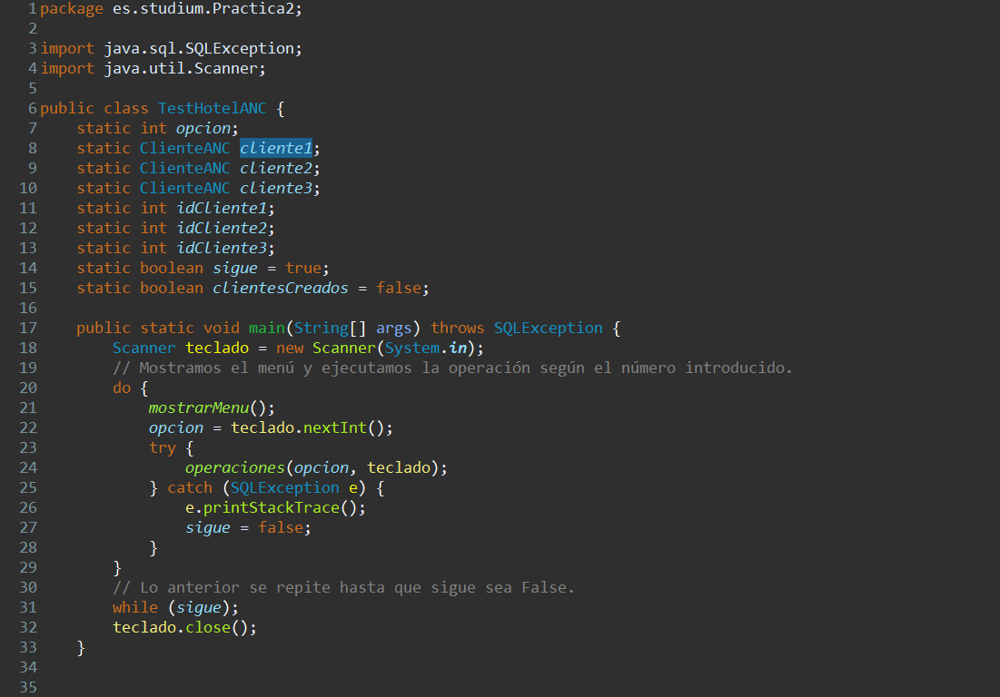 1 package es.studium.Practica2;
2
3 import java.sql.SQLException;
4 import java.util.Scanner;
5
6 public class TestHotelANC {
7     static int opcion;
8     static ClienteANC cliente1;
9     static ClienteANC cliente2;
10     static ClienteANC cliente3;
11     static int idCliente1;
12     static int idCliente2;
13     static int idCliente3;
14     static boolean sigue = true;
15     static boolean clientesCreados = false;
16
17     public static void main(String[] args) throws SQLException {
18         Scanner teclado = new Scanner(System.in);
19         // Mostramos el menú y ejecutamos la operación según el número introducido.
20         do {
21             mostrarMenu();
22             opcion = teclado.nextInt();
23             try {
24                 operaciones(opcion, teclado);
25             } catch (SQLException e) {
26                 e.printStackTrace();
27                 sigue = false;
28             }
29         }
30         // Lo anterior se repite hasta que sigue sea False.
31         while (sigue);
32         teclado.close();
33     }
34
35